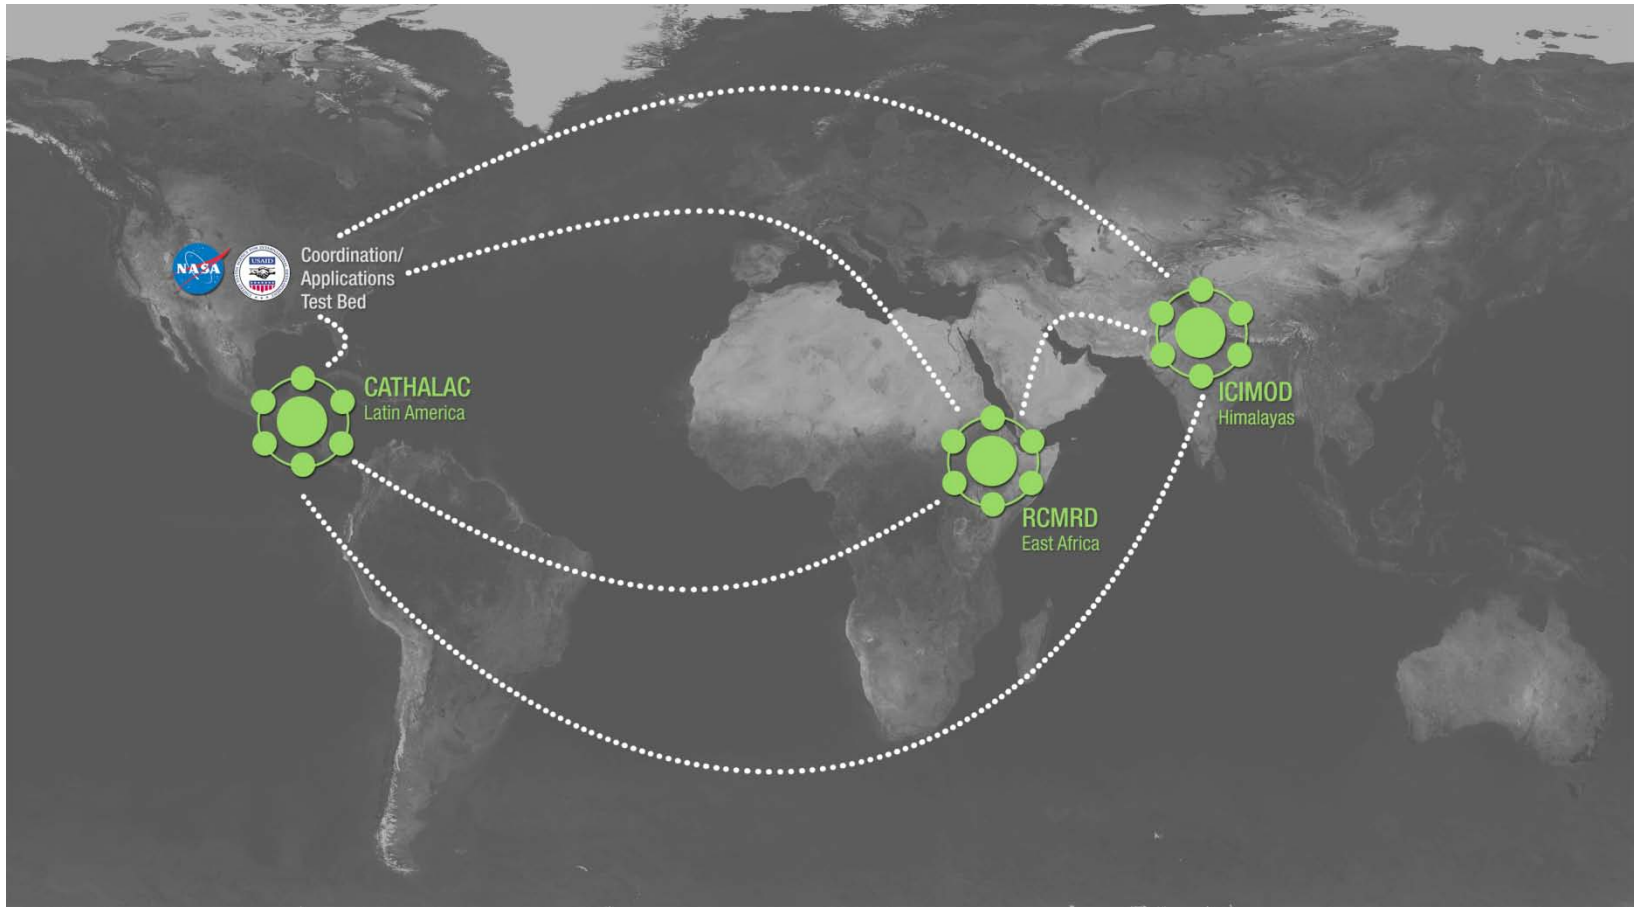 NASA
USAID
Coordination/
Applications
Test Bed
CATHALAC
Latin America
ICIMOD
Himalayas
RCMRD
East Africa